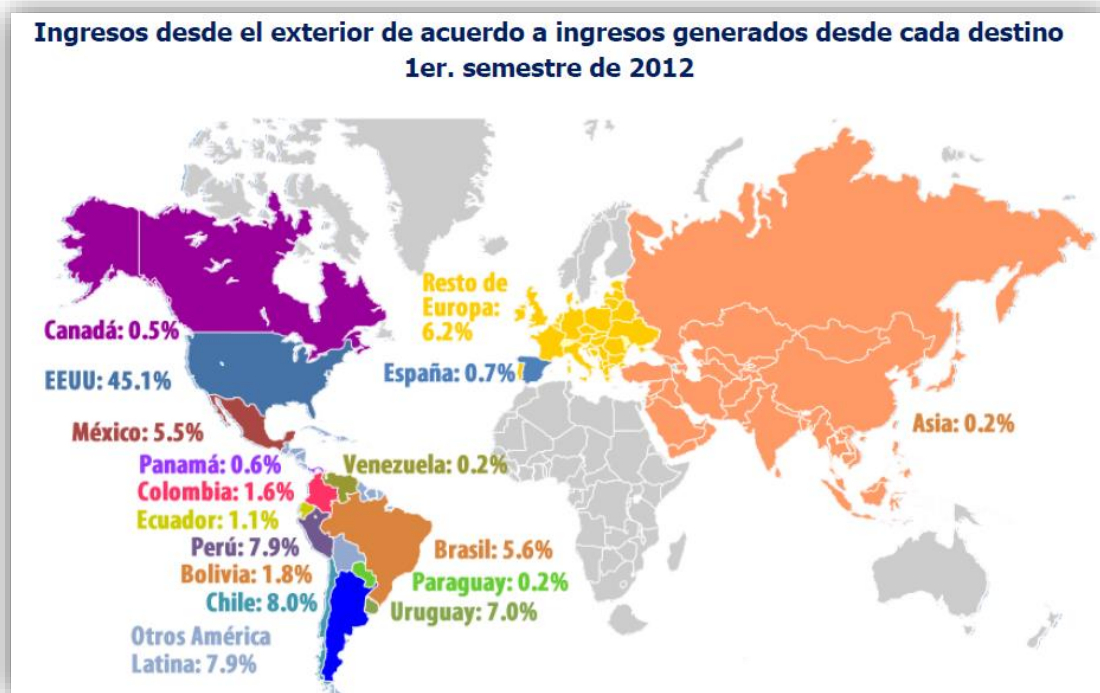 Ingresos desde el exterior de acuerdo a ingresos generados desde cada destino
1er. semestre de 2012
Resto de
Europa:
6.2%
Canadá: 0.5%
EEUU: 45.1%
España: 0.7%
México: 5.5%
Asia: 0.2%
Panamá: 0.6%
Venezuela: 0.2%
Colombia: 1.6%
Ecuador: 1.1%
Perú: 7.9%
Brasil: 5.6%
Bolivia: 1.8%
Paraguay: 0.2%
Chile: 8.0%
Uruguay: 7.0%
Otros América
Latina: 7.9%